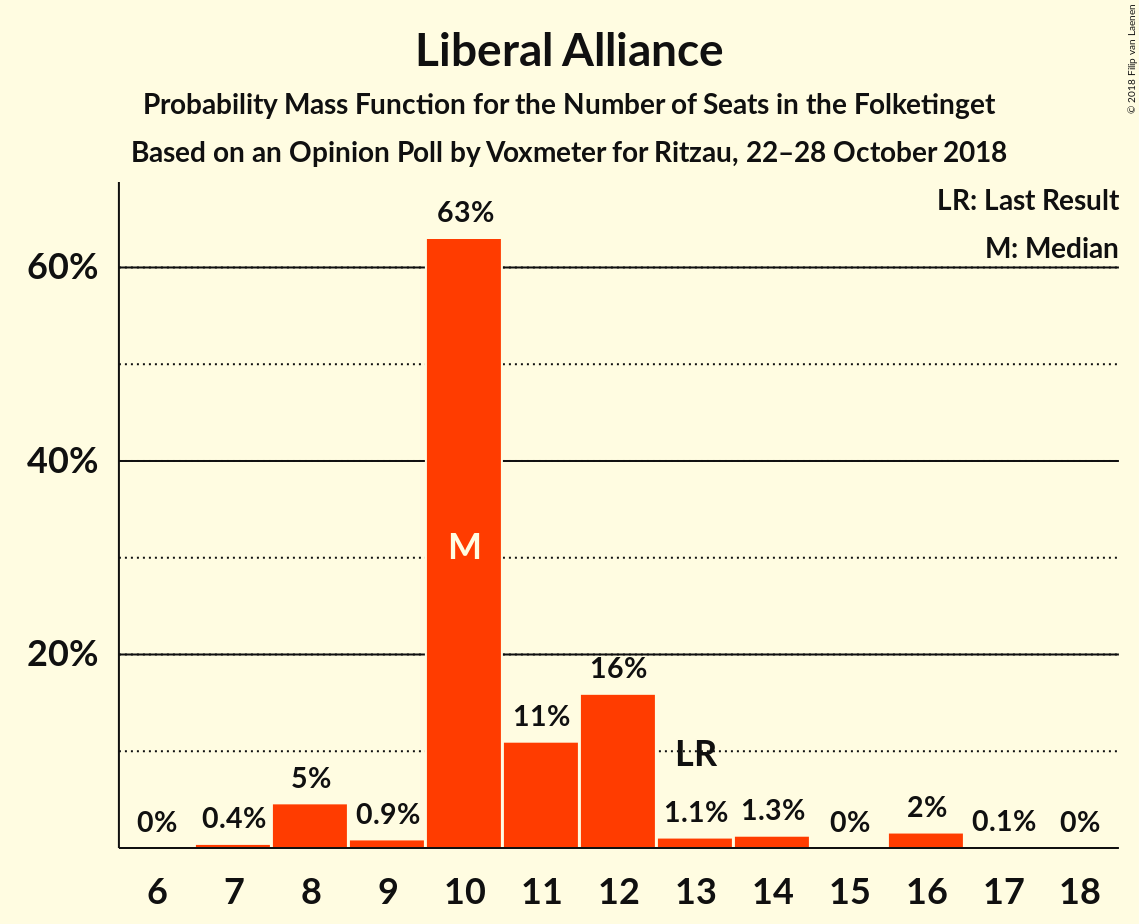 Liberal Alliance
Probability Mass Function for the Number of Seats in the Folketinget
Based on an Opinion Poll by Voxmeter for Ritzau, 22–28 October 2018
© 2018 Filip van Laenen
LR: Last Result
M: Median
60%
40%
20%
0%
0.4%
5%
0.9%
63%
M
11%
16%
LR
1.1%
1.3%
0%
2%
0.1%
0%
6 7 8 9 10 11 12 13 14 15 16 17 18